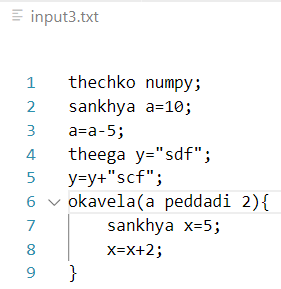 input3.txt
1 thechko numpy;
2 sankhya a=10;
3 a=a-5;
4 theega y="sdf";
5 y=y+"scf";
6 okavela(a peddadi 2){
7 sankhya x=5;
8 x=x+2;
9 }